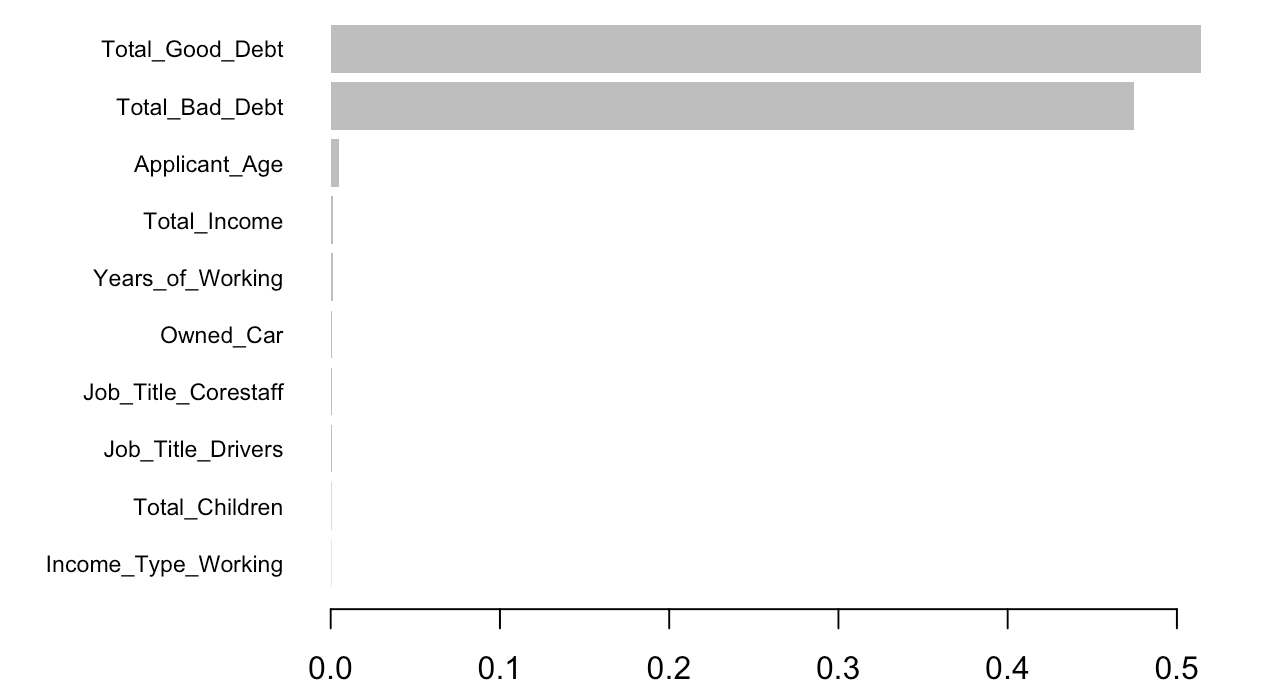 Total_Good_Debt
Total_Bad_Debt
Applicant_Age
Total_Income
Years_of_Working
Owned_Car
Job_Title_Corestaff
Job_Title_Drivers
Total_Children
Income_Type_Working
0.0 0.1 0.2 0.3 0.4 0.5